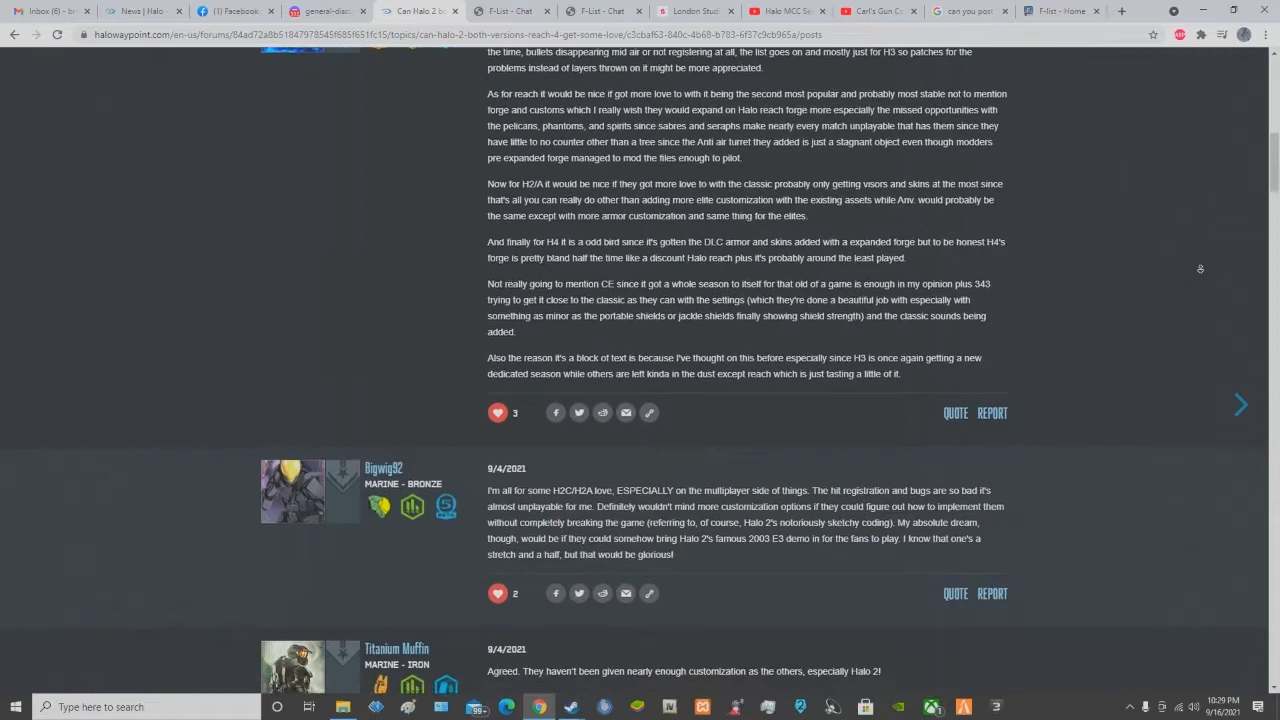 Inbox (6) - b
News | Halo
(1) Facebook
general-disc
Can Halo 2 b
F-List - Chat
F-List - Chat
London Stud
Halo MCC Se
Carl's Gun C
can you post
F-list - Home
halowaypoint.com/en-us/forums/84ad72a8c51847978545f685f651fc15/topics/can-halo-2-both-versions-reach-4-get-some-love/c3cbaf63-840c-4b68-b783-6f37c9cb965a/posts
the time, bullets disappearing mid air or not registering at all, the list goes on and mostly just for H3 so patches for the
problems instead of layers thrown on it might be more appreciated.
As for reach it would be nice if got more love to with it being the second most popular and probably most stable not to mention
forge and customs which I really wish they would expand on Halo reach forge more especially the missed opportunities with
the pelicans, phantoms, and spirits since sabres and seraphs make nearly every match unplayable that has them since they
have little to no counter other than a tree since the Anti air turret they added is just a stagnant object even though modders
pre expanded forge managed to mod the files enough to pilot.
Now for H2/A it would be nice if they got more love to with the classic probably only getting visors and skins at the most since
that's all you can really do other than adding more elite customization with the existing assets while Anv. would probably be
the same except with more armor customization and same thing for the elites.
And finally for H4 it is a odd bird since it's gotten the DLC armor and skins added with a expanded forge but to be honest H4's
forge is pretty bland half the time like a discount Halo reach plus it's probably around the least played.
Not really going to mention CE since it got a whole season to itself for that old of a game is enough in my opinion plus 343
trying to get it close to the classic as they can with the settings (which they're done a beautiful job with especially with
something as minor as the portable shields or jackle shields finally showing shield strength) and the classic sounds being
added.
Also the reason it's a block of text is because I've thought on this before especially since H3 is once again getting a new
dedicated season while others are left kinda in the dust except reach which is just tasting a little of it.
3
QUOTE REPORT
Bigwig92
MARINE - BRONZE
5
9/4/2021
I'm all for some H2C/H2A love, ESPECIALLY on the multiplayer side of things. The hit registration and bugs are so bad it's
almost unplayable for me. Definitely wouldn't mind more customization options if they could figure out how to implement them
without completely breaking the game (referring to, of course, Halo 2's notoriously sketchy coding). My absolute dream,
though, would be if they could somehow bring Halo 2's famous 2003 E3 demo in for the fans to play. I know that one's a
stretch and a half, but that would be glorious!
2
QUOTE REPORT
Titanium Muffin
MARINE - IRON
9/4/2021
Agreed. They haven't been given nearly enough customization as the others, especially Halo 2!
Type here to search
99+
10:29 PM
9/16/2021